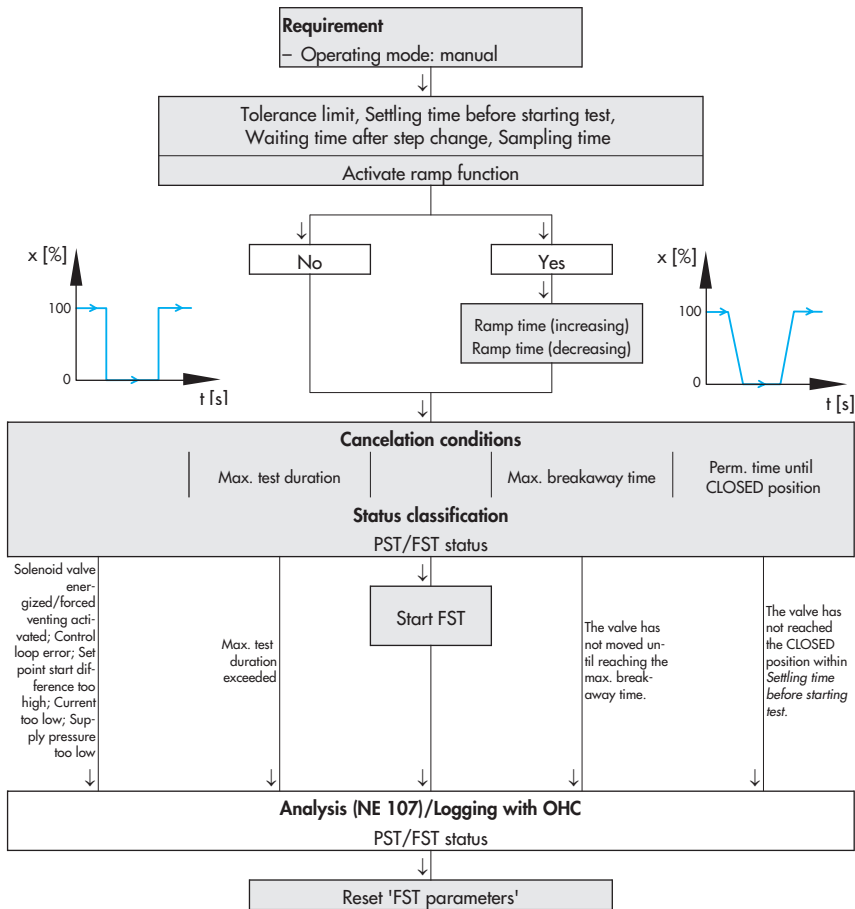 Requirement
– Operating mode: manual
Tolerance limit, Settling time before starting test,
Waiting time after step change, Sampling time
Activate ramp function
No
Yes
x [%]
100
0
t [s]
Ramp time (increasing)
Ramp time (decreasing)
x [%]
100
0
t [s]
Cancelation conditions
Max. test duration
Max. breakaway time
Perm. time until
CLOSED position
Status classification
PST/FST status
Solenoid valve
ener-
gized/forced
venting acti-
vated; Control
loop error; Set
point start dif-
ference too
high; Current
too low; Sup-
ply pressure
too low
Max. test
duration
exceeded
Start FST
The valve has
not moved un-
til reaching the
max. break-
away time.
The valve has
not reached
the CLOSED
position within
Settling time
before starting
test.
Analysis (NE 107)/Logging with OHC
PST/FST status
Reset 'FST parameters'